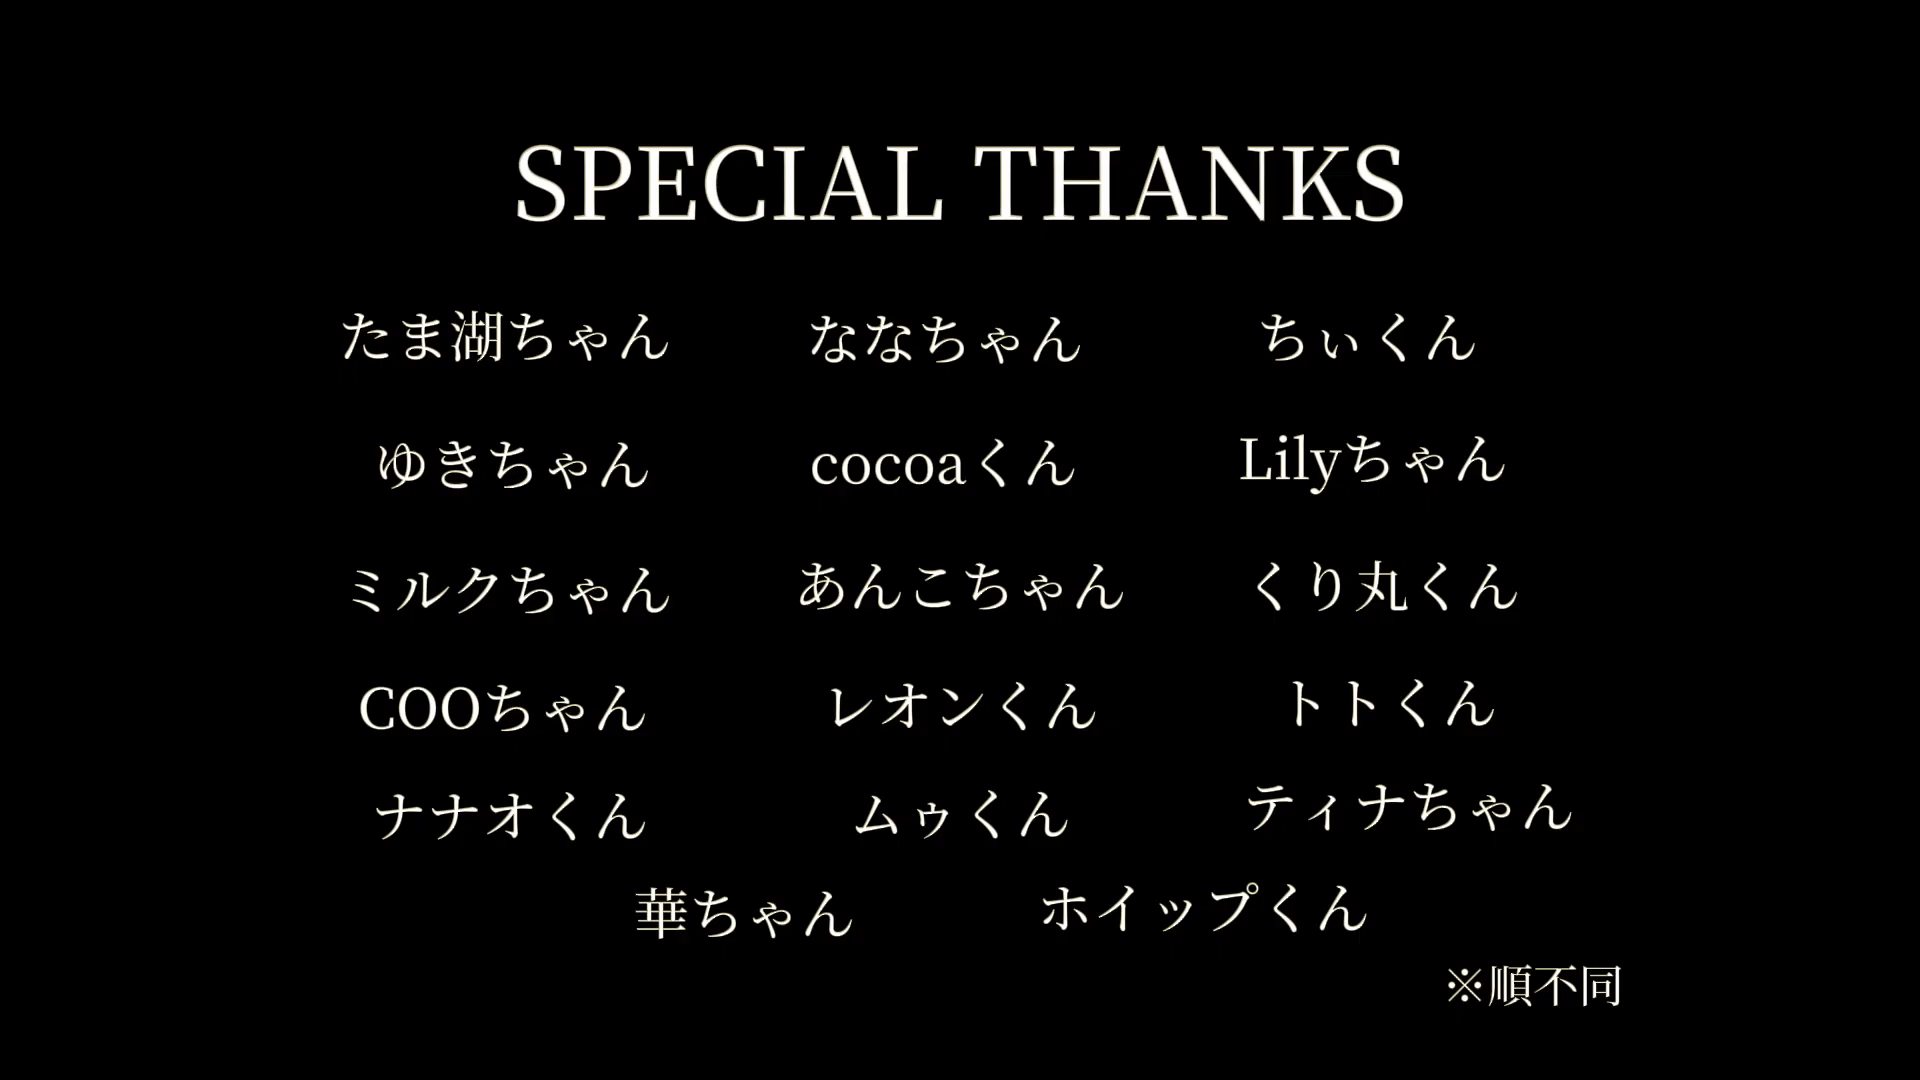 SPECIAL THANKS
たま湖ちゃん ななちゃん ちぃくん
ゆきちゃん cocoaくん Lilyちゃん
ミルクちゃん あんこちゃん くり丸くん
COOちゃん レオンくん トトくん
ナナオくん ムゥくん ティナちゃん
華ちゃん ホイップくん
※順不同